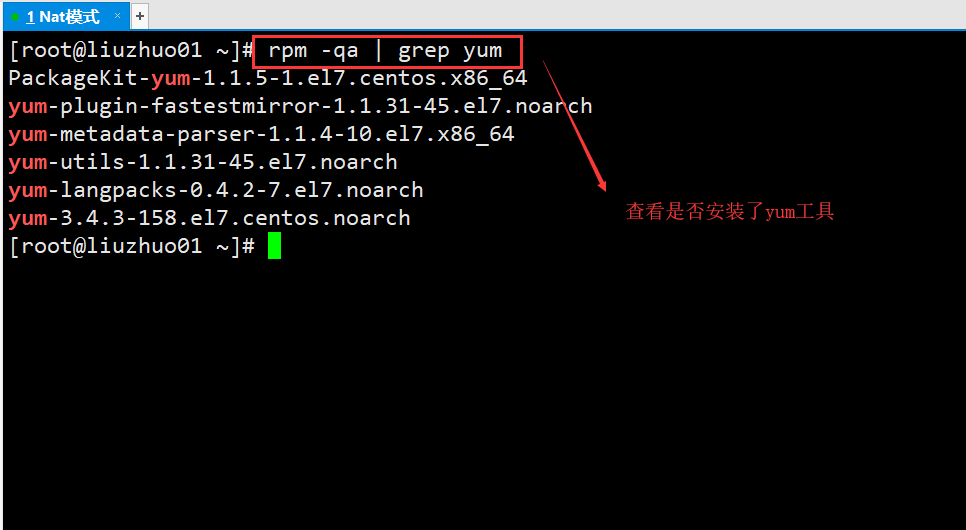 1 Nat模式 × +
[root@liuzhuo01 ~]# rpm -qa | grep yum
PackageKit-yum-1.1.5-1.el7.centos.x86_64
yum-plugin-fastestmirror-1.1.31-45.el7.noarch
yum-metadata-parser-1.1.4-10.el7.x86_64
yum-utils-1.1.31-45.el7.noarch
yum-langpacks-0.4.2-7.el7.noarch
查看是否安装了yum工具
yum-3.4.3-158.el7.centos.noarch
[root@liuzhuo01 ~]#